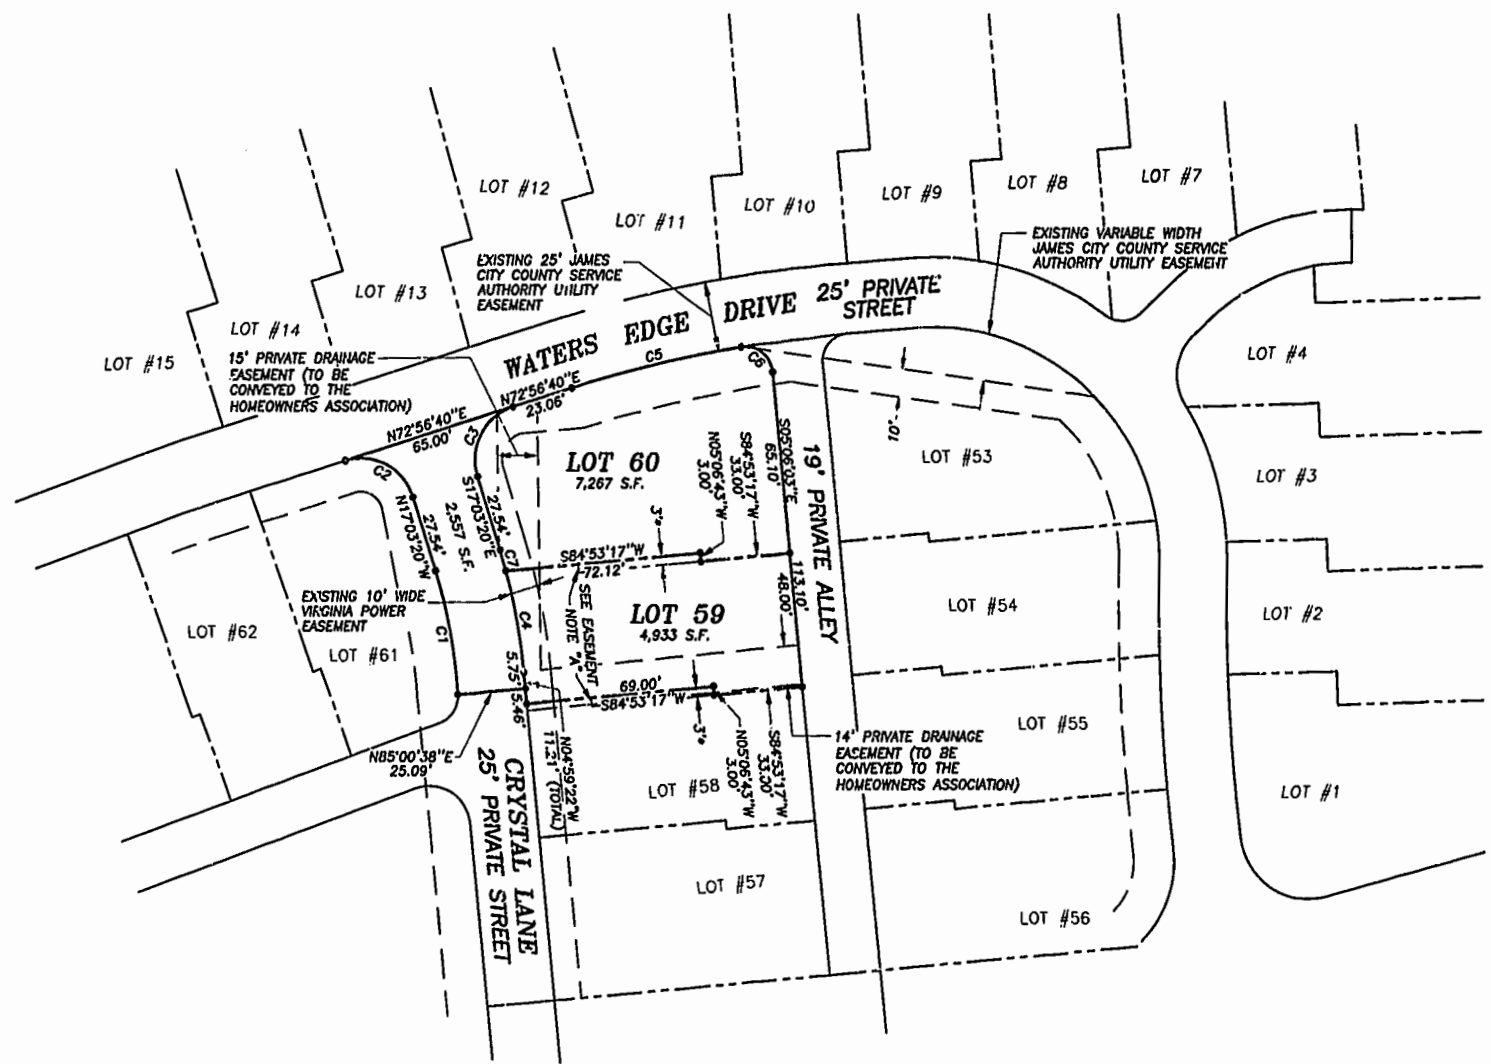 LOT #15
LOT #14
LOT #13
LOT #12
LOT #11
LOT #10
LOT #9
LOT #8
LOT #7
EXISTING 25' JAMES
CITY COUNTY SERVICE
AUTHORITY UTILITY
EASEMENT
EXISTING VARIABLE WIDTH
JAMES CITY COUNTY SERVICE
AUTHORITY UTILITY EASEMENT
WATERS EDGE DRIVE 25' PRIVATE
STREET
15' PRIVATE DRAINAGE
EASEMENT (TO BE
CONVEYED TO THE
HOMEOWNERS ASSOCIATION)
N72°56'40"E
65.00'
N72°56'40"E
23.06'
C5
C6
C2
C3
LOT 60
7,267 S.F.
N17°03'20"W
27.54'
2,557 S.F.
S17°03'20"E
27.54'
C7
S84°53'17"W
72.12'
3'*
N05°06'43"W
3.00'
S84°53'17"W
33.00'
S05°06'03"E
65.10'
113.10'
48.00'
19' PRIVATE ALLEY
10'
LOT #53
LOT #54
LOT #55
LOT #56
LOT #4
LOT #3
LOT #2
LOT #1
EXISTING 10' WIDE
VIRGINIA POWER
EASEMENT
LOT #62
LOT #61
C1
C4
SEE EASEMENT
NOTE "A"
LOT 59
4,933 S.F.
5.75'
5.46'
69.00'
S84°53'17"W
3'*
N05°06'43"W
3.00'
S84°53'17"W
33.00'
N04°59'22"W
11.21' (TOTAL)
N85°00'38"E
25.09'
14' PRIVATE DRAINAGE
EASEMENT (TO BE
CONVEYED TO THE
HOMEOWNERS ASSOCIATION)
LOT #58
LOT #57
CRYSTAL LANE
25' PRIVATE STREET